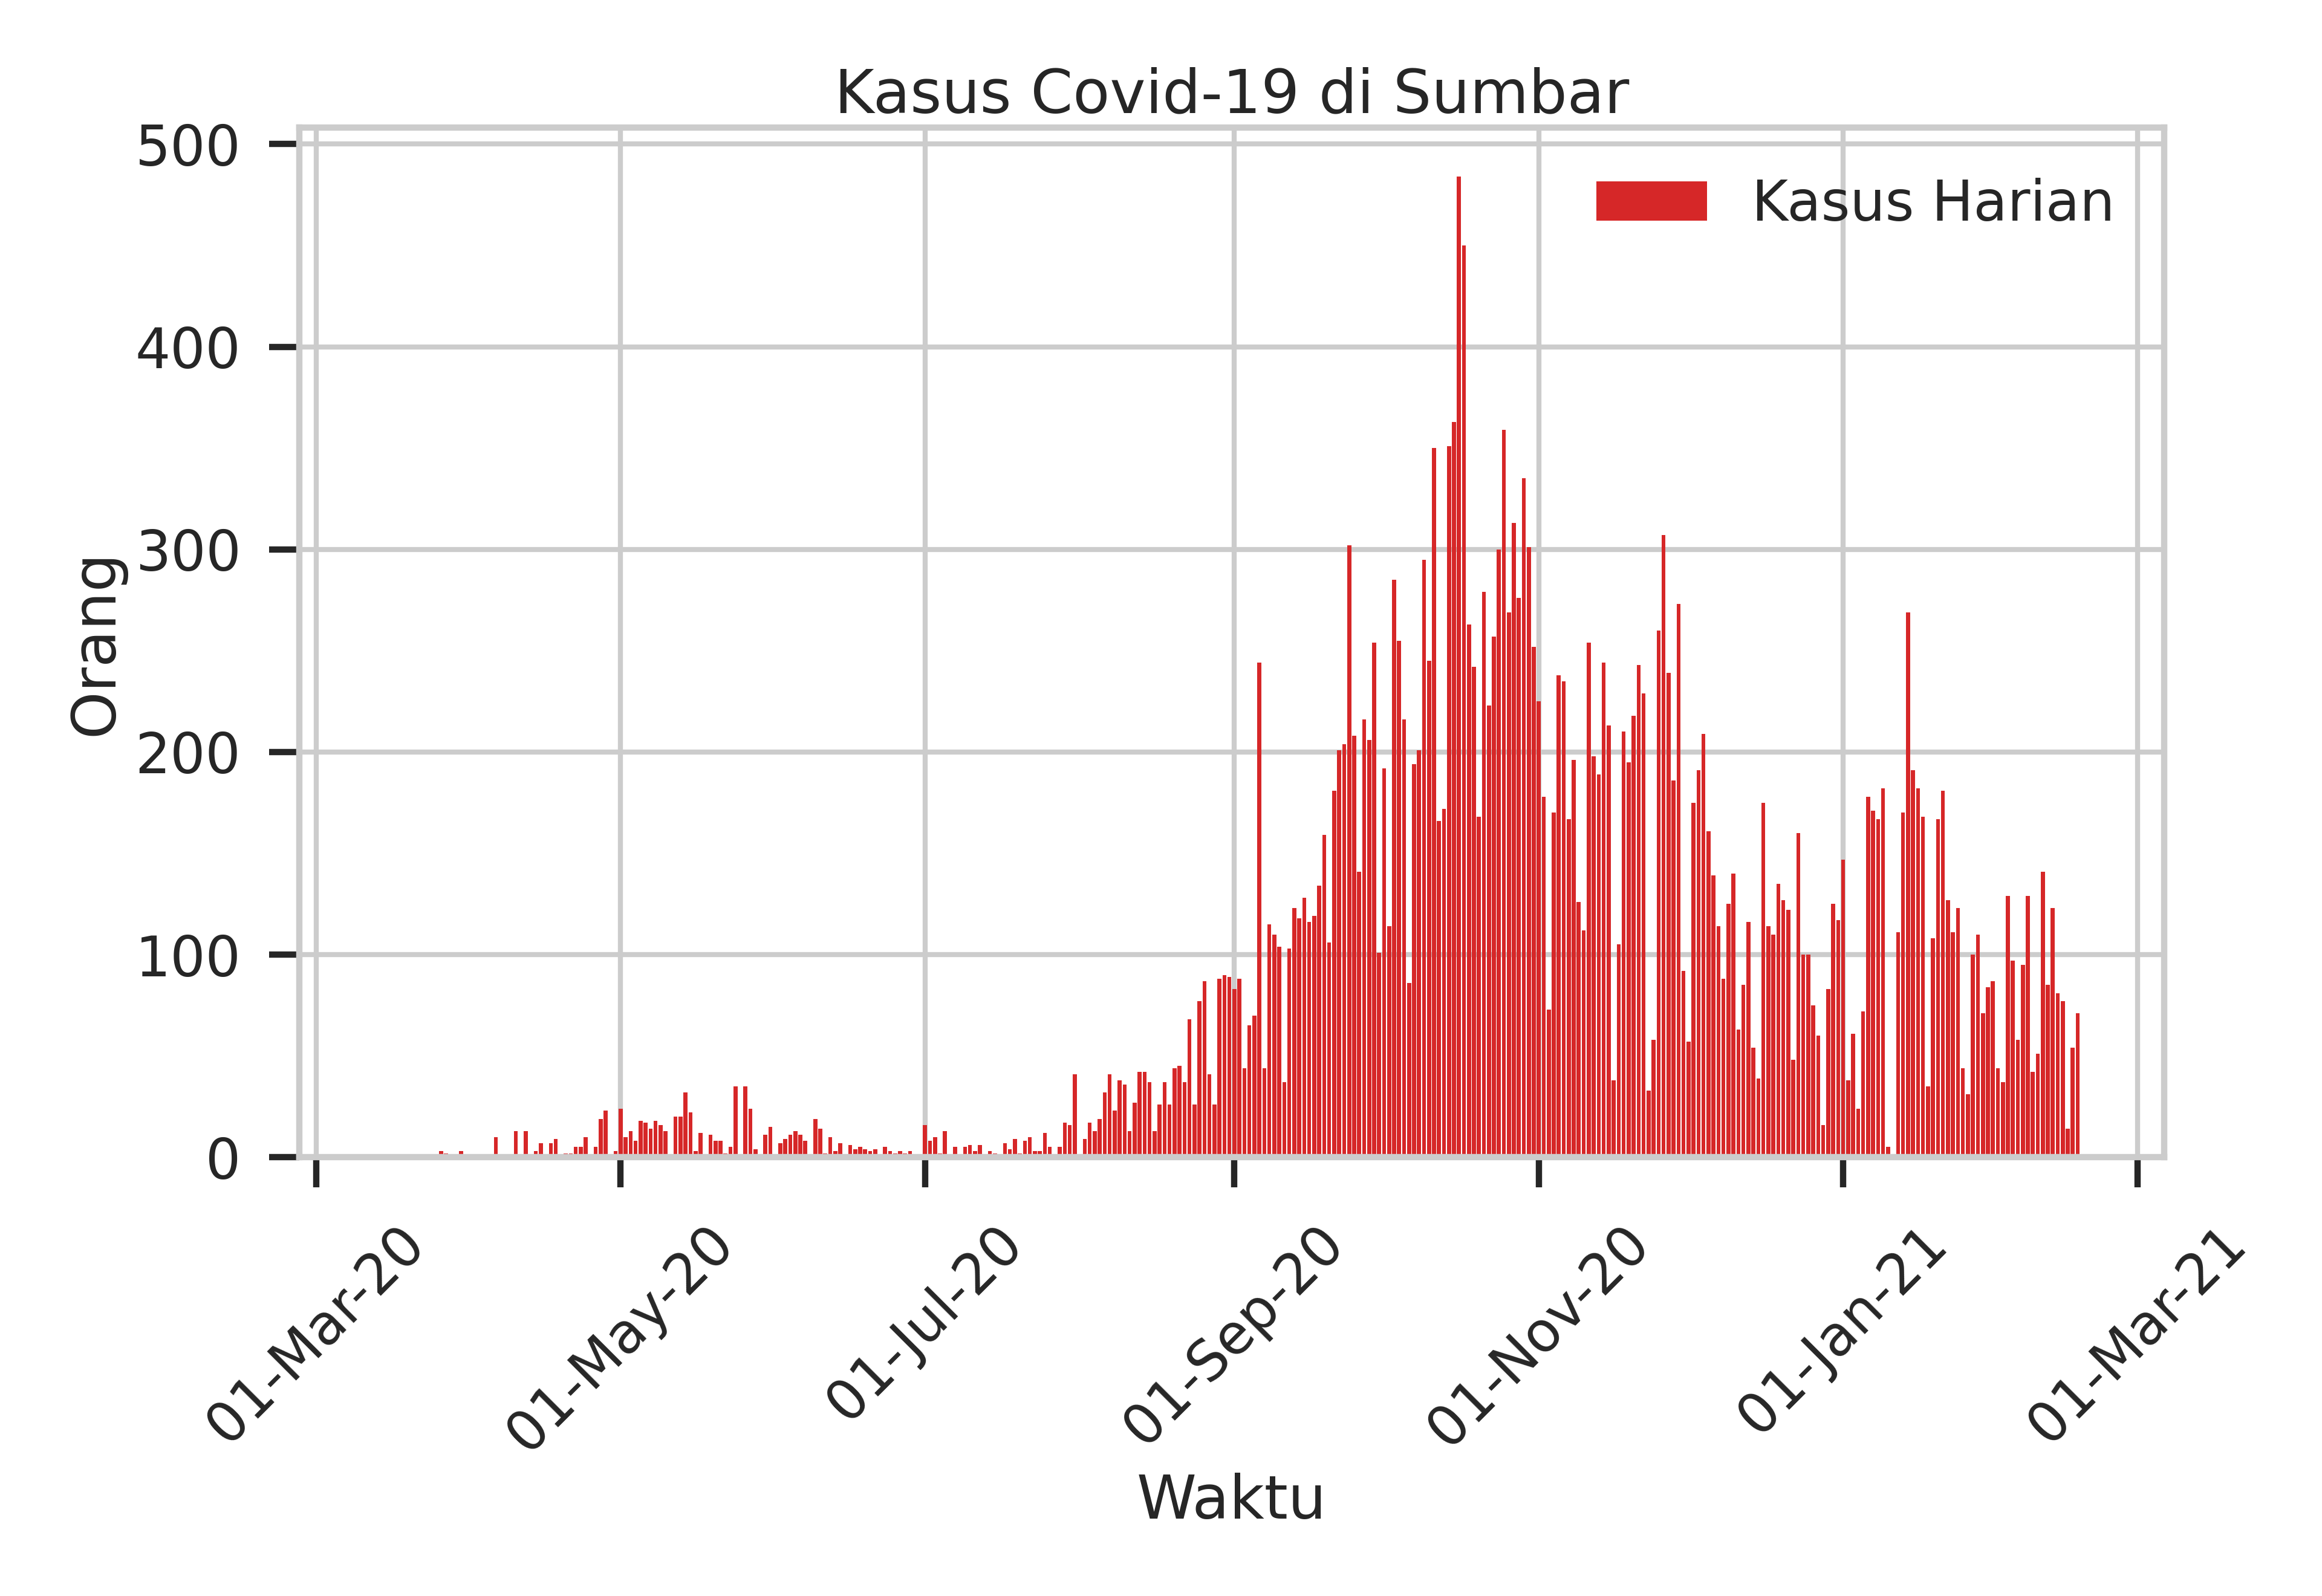 Kasus Covid-19 di Sumbar
Kasus Harian
Orang
500
400
300
200
100
0
01-Mar-20
01-May-20
01-Jul-20
01-Sep-20
01-Nov-20
01-Jan-21
01-Mar-21
Waktu